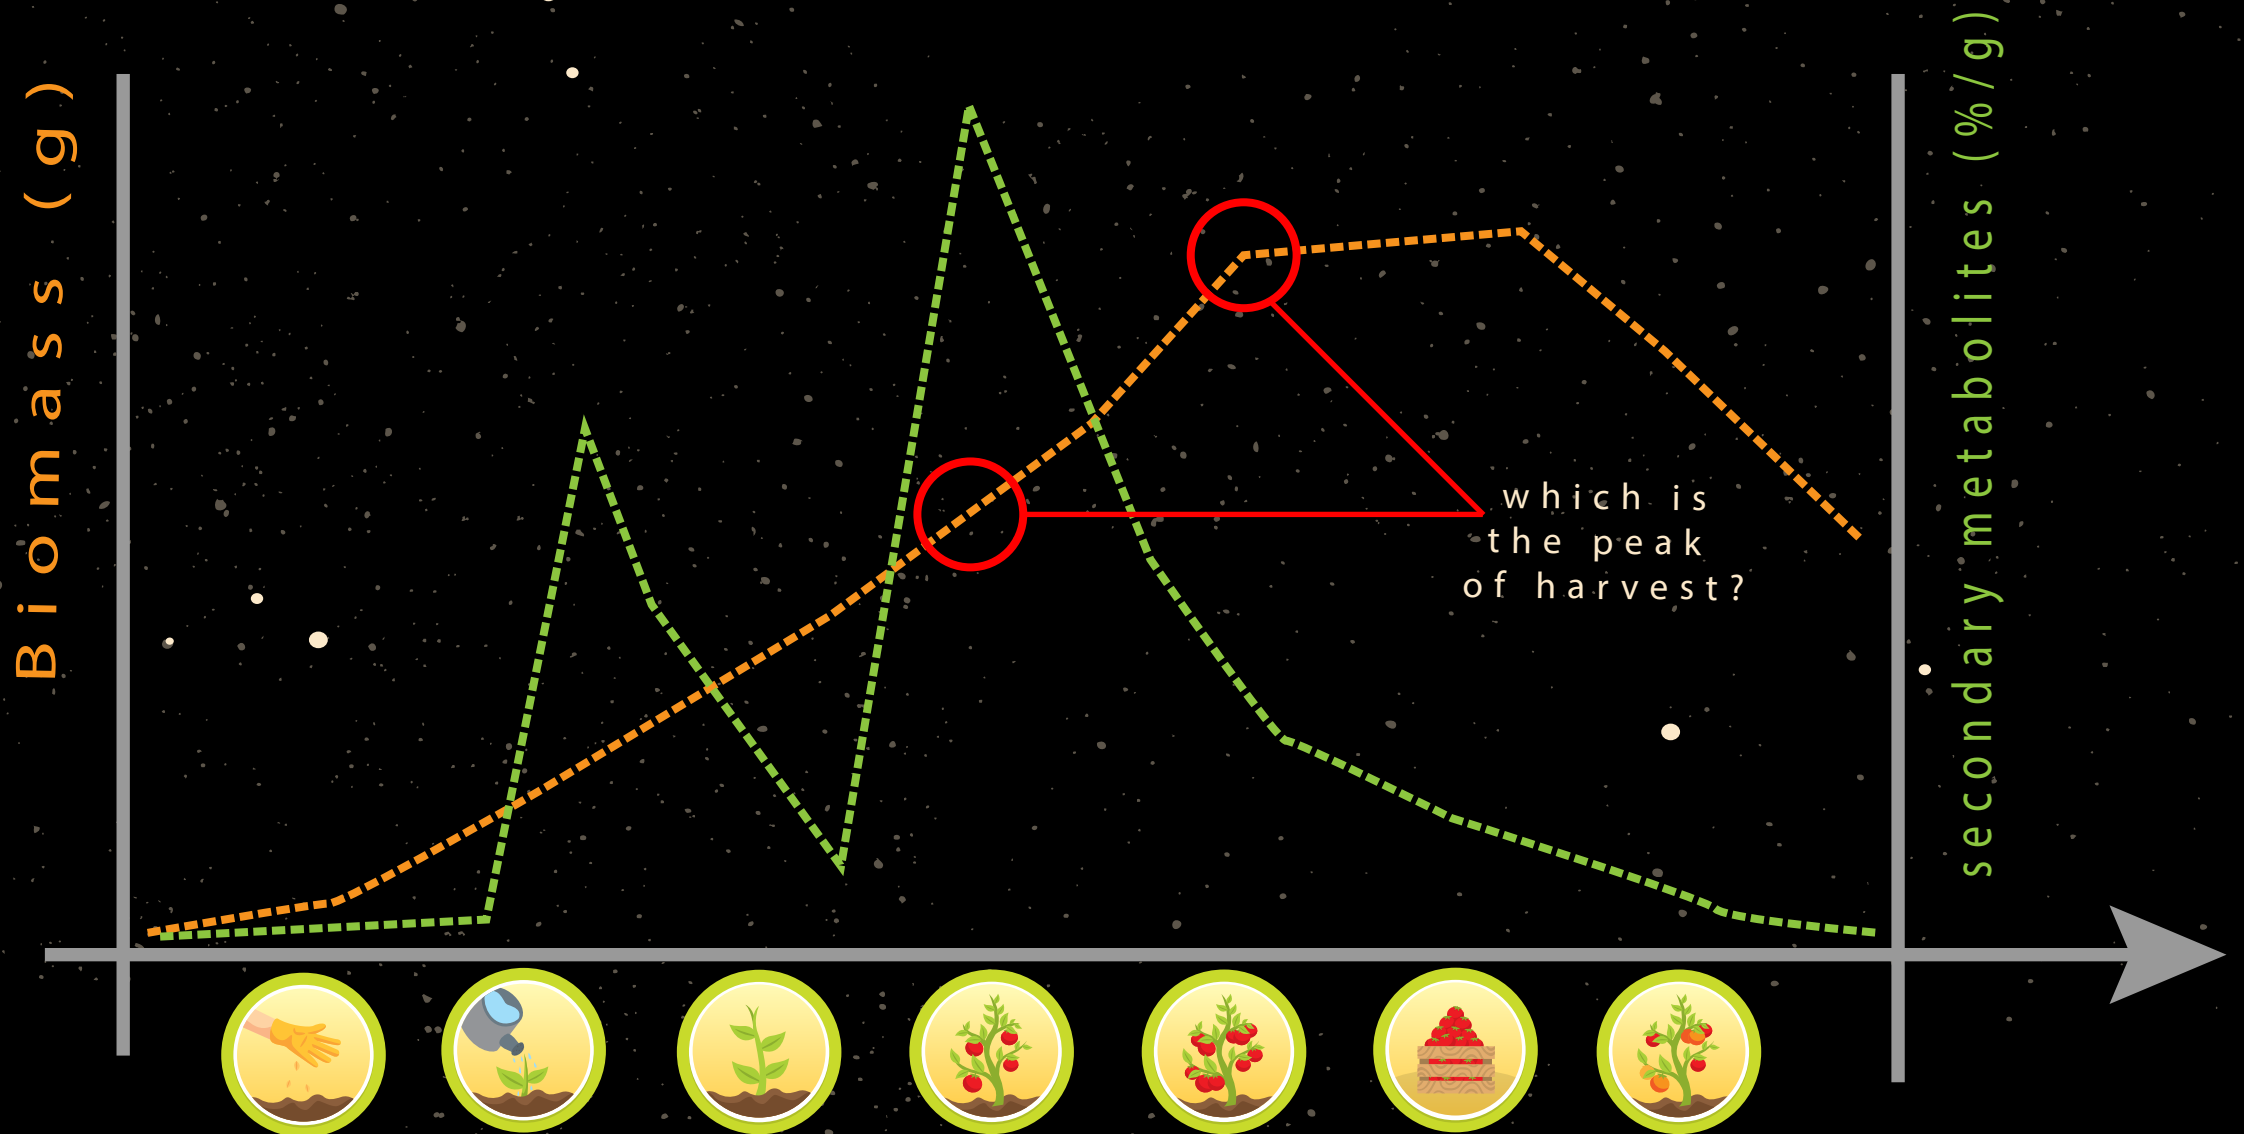 Biomass (g)
which is
the peak
of harvest?
secondary metabolites (%/g)